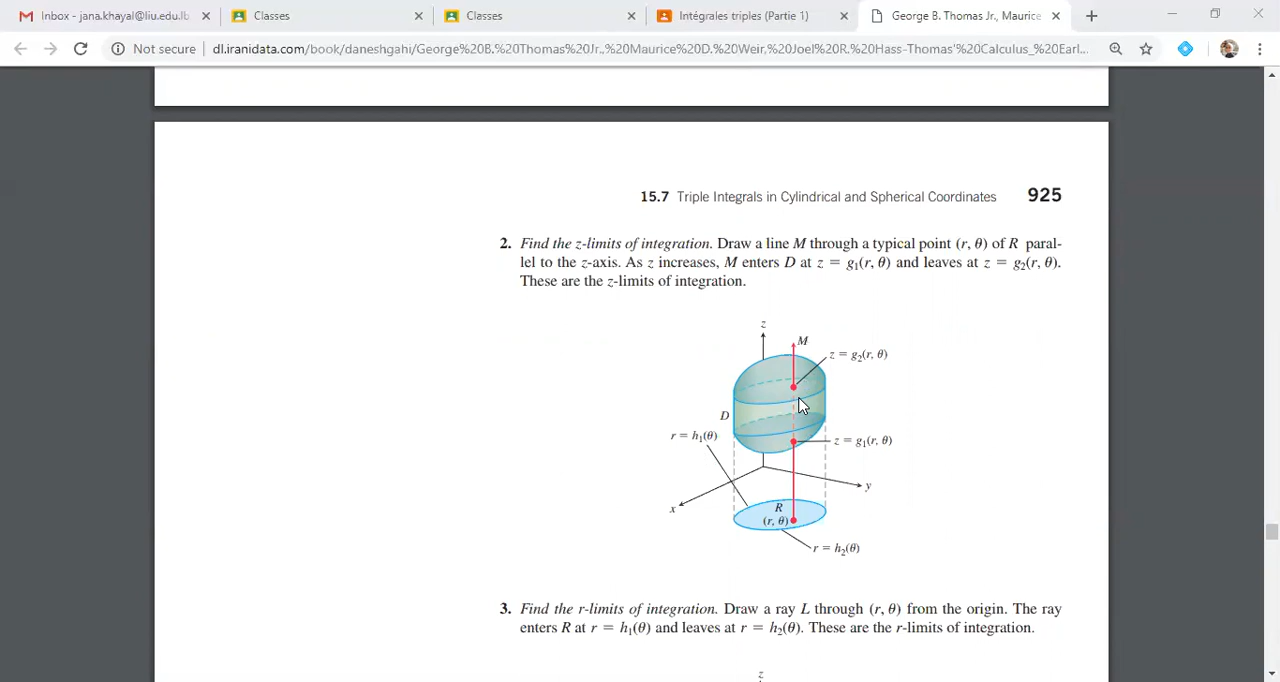 Inbox - jana.khayal@liu.edu.lb
Classes
Classes
Intégrales triples (Partie 1)
George B. Thomas Jr., Maurice
Not secure
dl.iranidata.com/book/daneshgahi/George%20B.%20Thomas%20Jr.,%20Maurice%20D.%20Weir,%20Joel%20R.%20Hass-Thomas'%20Calculus_%20Earl...
15.7 Triple Integrals in Cylindrical and Spherical Coordinates 925
2. Find the z-limits of integration. Draw a line M through a typical point (r, θ) of R paral-
lel to the z-axis. As z increases, M enters D at z = g₁(r, θ) and leaves at z = g₂(r, θ).
These are the z-limits of integration.
z
M
z = g₂(r, θ)
D
r = h₁(θ)
z = g₁(r, θ)
y
x
R
(r, θ)
r = h₂(θ)
3. Find the r-limits of integration. Draw a ray L through (r, θ) from the origin. The ray
enters R at r = h₁(θ) and leaves at r = h₂(θ). These are the r-limits of integration.
z